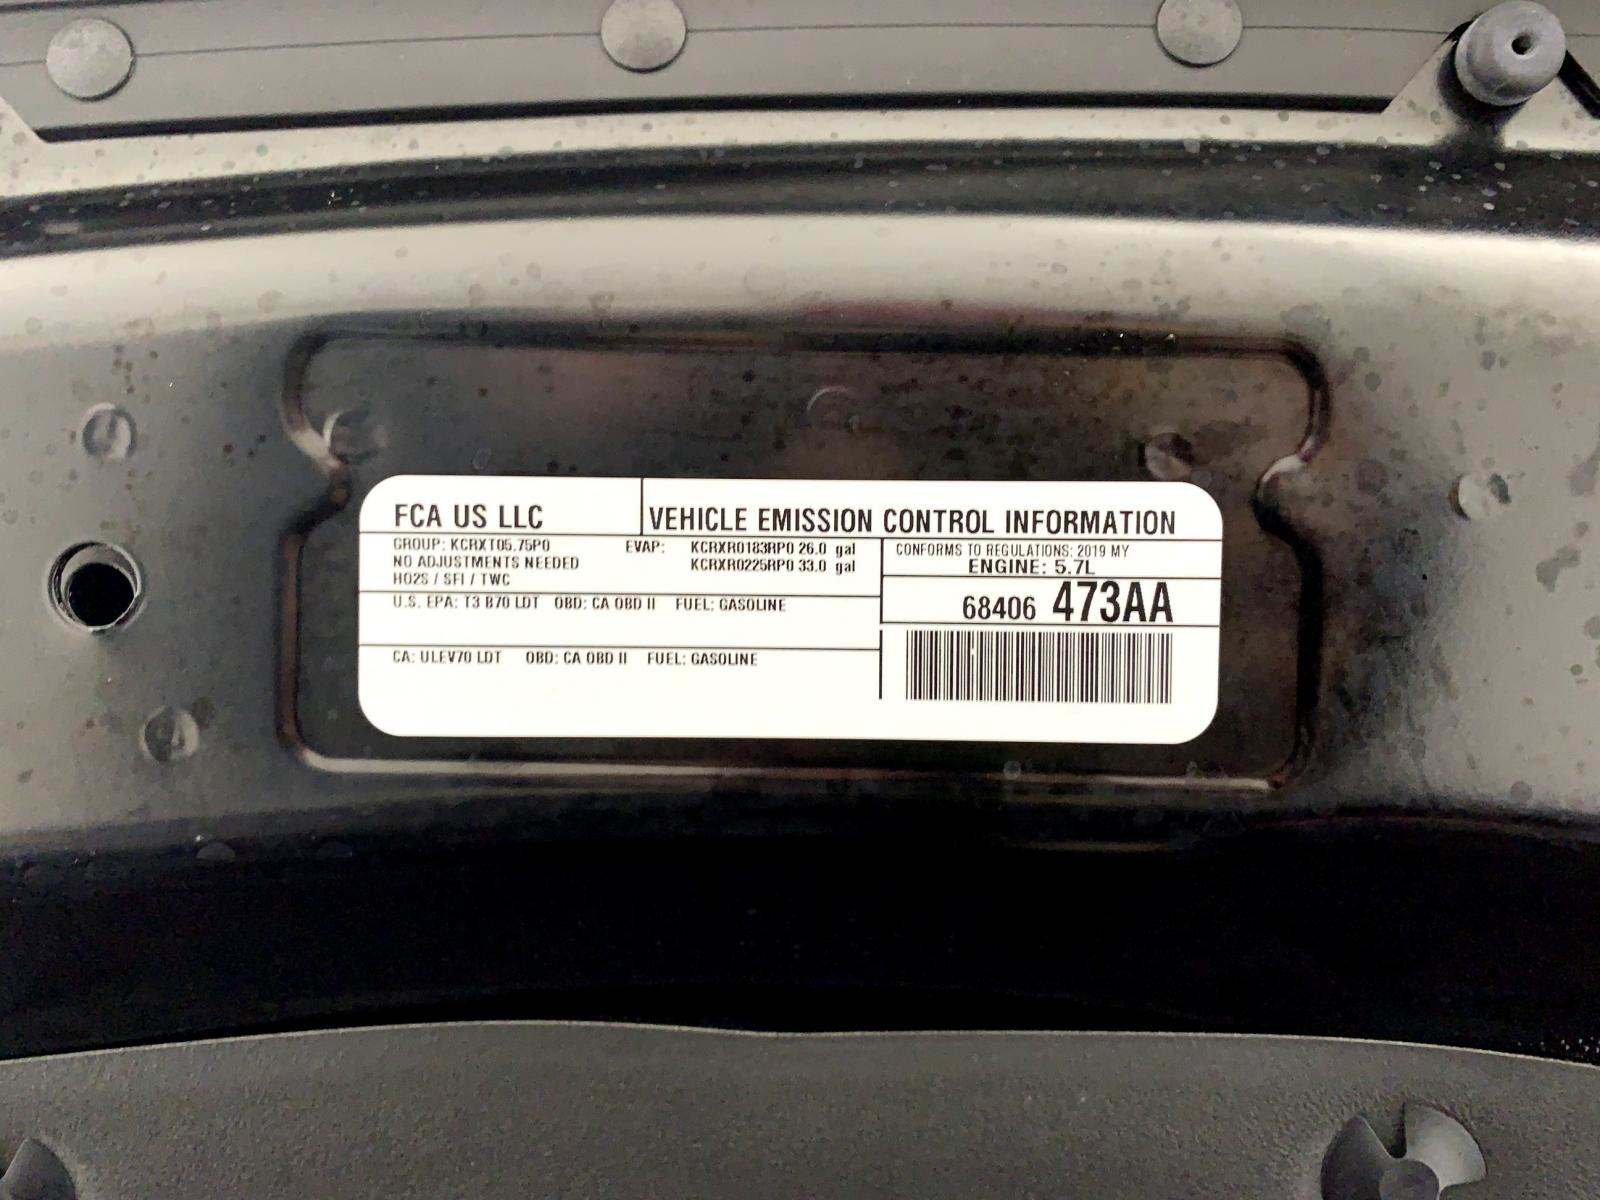 FCA US LLC
VEHICLE EMISSION CONTROL INFORMATION
GROUP: KCRXT05.75P0
NO ADJUSTMENTS NEEDED
HO2S / SFI / TWC
EVAP: KCRXR0183RP0 26.0 gal
KCRXR0225RP0 33.0 gal
CONFORMS TO REGULATIONS: 2019 MY
ENGINE: 5.7L
68406 473AA
U.S. EPA: T3 B70 LDT OBD: CA OBD II FUEL: GASOLINE
CA: ULEV70 LDT OBD: CA OBD II FUEL: GASOLINE